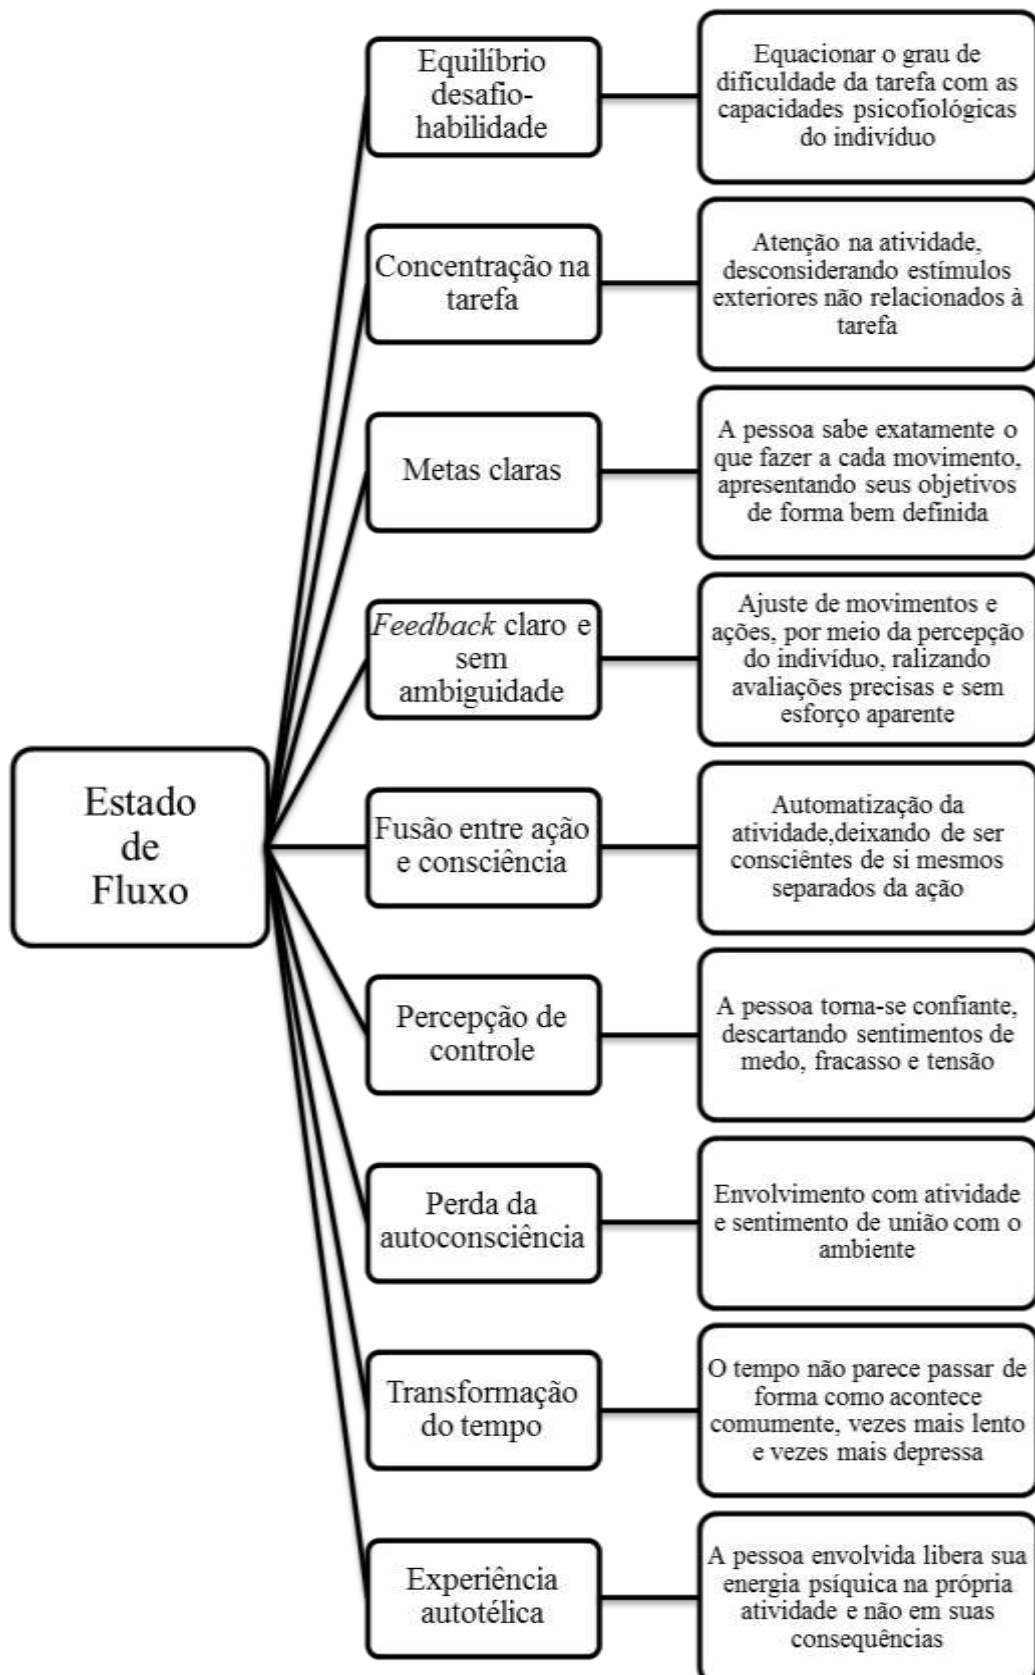 Equilíbrio
desafio-
habilidade
Equacionar o grau de
dificuldade da tarefa com as
capacidades psicofiológicas
do indivíduo
Concentração na
tarefa
Atenção na atividade,
desconsiderando estímulos
exteriores não relacionados à
tarefa
Metas claras
A pessoa sabe exatamente o
que fazer a cada movimento,
apresentando seus objetivos
de forma bem definida
Feedback claro e
sem
ambiguidade
Ajuste de movimentos e
ações, por meio da percepção
do indivíduo, ralizando
avaliações precisas e sem
esforço aparente
Estado
de
Fluxo
Fusão entre ação
e consciência
Automatização da
atividade,deixando de ser
consciêntes de si mesmos
separados da ação
Percepção de
controle
A pessoa torna-se confiante,
descartando sentimentos de
medo, fracasso e tensão
Perda da
autoconsciência
Envolvimento com atividade
e sentimento de união com o
ambiente
Transformação
do tempo
O tempo não parece passar de
forma como acontece
comumente, vezes mais lento
e vezes mais depressa
Experiência
autotélica
A pessoa envolvida libera sua
energia psíquica na própria
atividade e não em suas
consequências